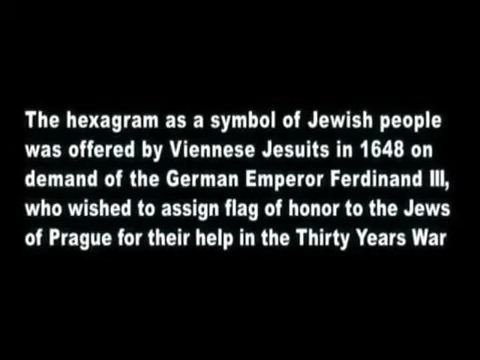 The hexagram as a symbol of Jewish people
was offered by Viennese Jesuits in 1648 on
demand of the German Emperor Ferdinand III,
who wished to assign flag of honor to the Jews
of Prague for their help in the Thirty Years War